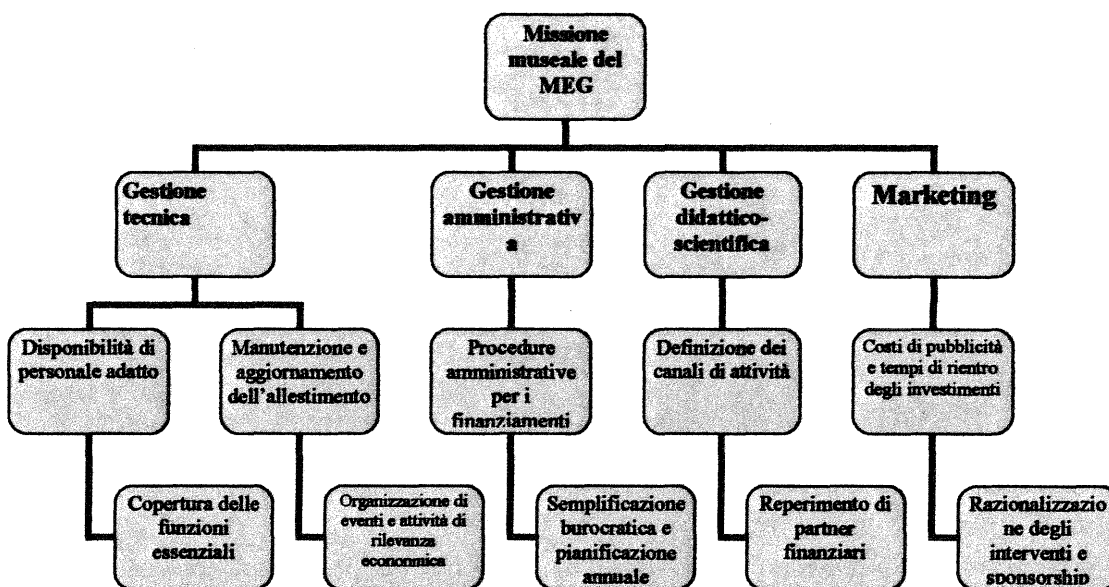 Missione
museale del
MEG
Gestione
tecnica
Gestione
amministrativ
a
Gestione
didattico-
scientifica
Marketing
Disponibilità di
personale adatto
Manutenzione e
aggiornamento
dell'allestimento
Procedure
amministrative
per i
finanziamenti
Definizione dei
canali di attività
Costi di pubblicità
e tempi di rientro
degli investimenti
Copertura delle
funzioni
essenziali
Organizzazione di
eventi e attività di
rilevanza
economica
Semplificazione
burocratica e
pianificazione
annuale
Reperimento di
partner
finanziari
Razionalizzazio
ne degli
interventi e
sponsorship